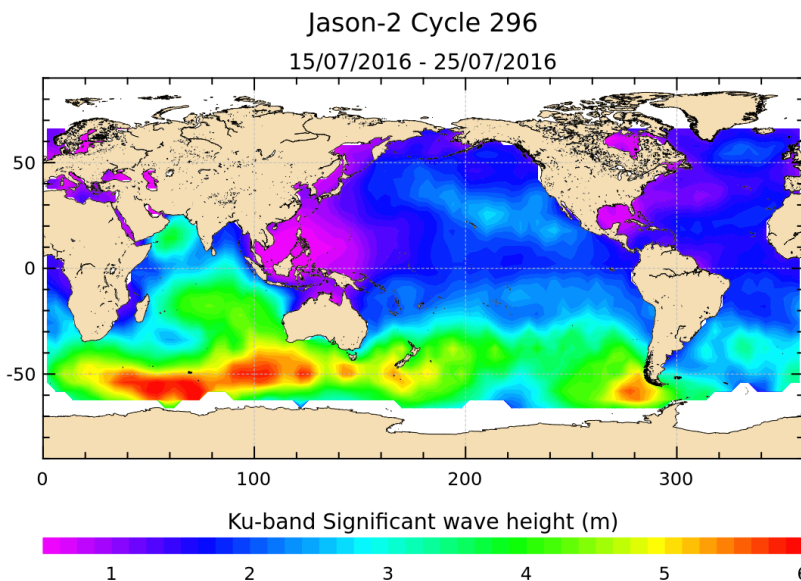 Jason-2 Cycle 296
15/07/2016 - 25/07/2016
50
0
-50
0 100 200 300
Ku-band Significant wave height (m)
1 2 3 4 5 6